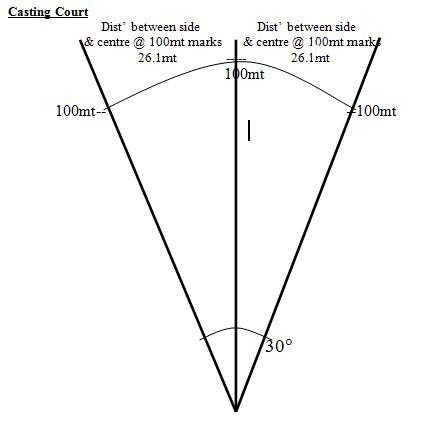 Casting Court
Dist’ between side
& centre @ 100mt marks
26.1mt
Dist’ between side
& centre @ 100mt marks
26.1mt
100mt
100mt
100mt
30°